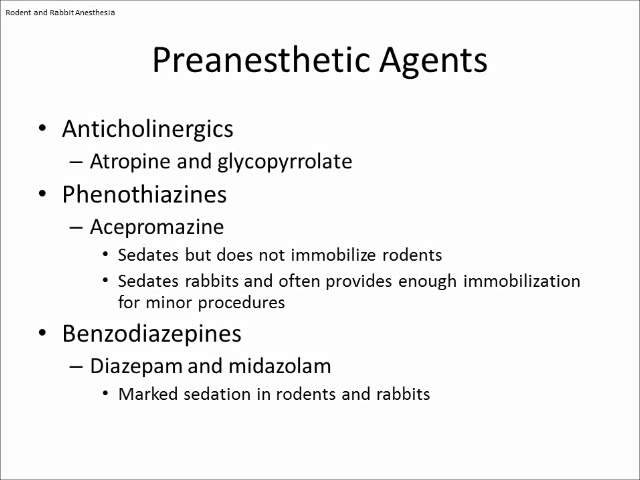 Rodent and Rabbit Anesthesia
Preanesthetic Agents
• Anticholinergics
– Atropine and glycopyrrolate
• Phenothiazines
– Acepromazine
• Sedates but does not immobilize rodents
• Sedates rabbits and often provides enough immobilization
for minor procedures
• Benzodiazepines
– Diazepam and midazolam
• Marked sedation in rodents and rabbits